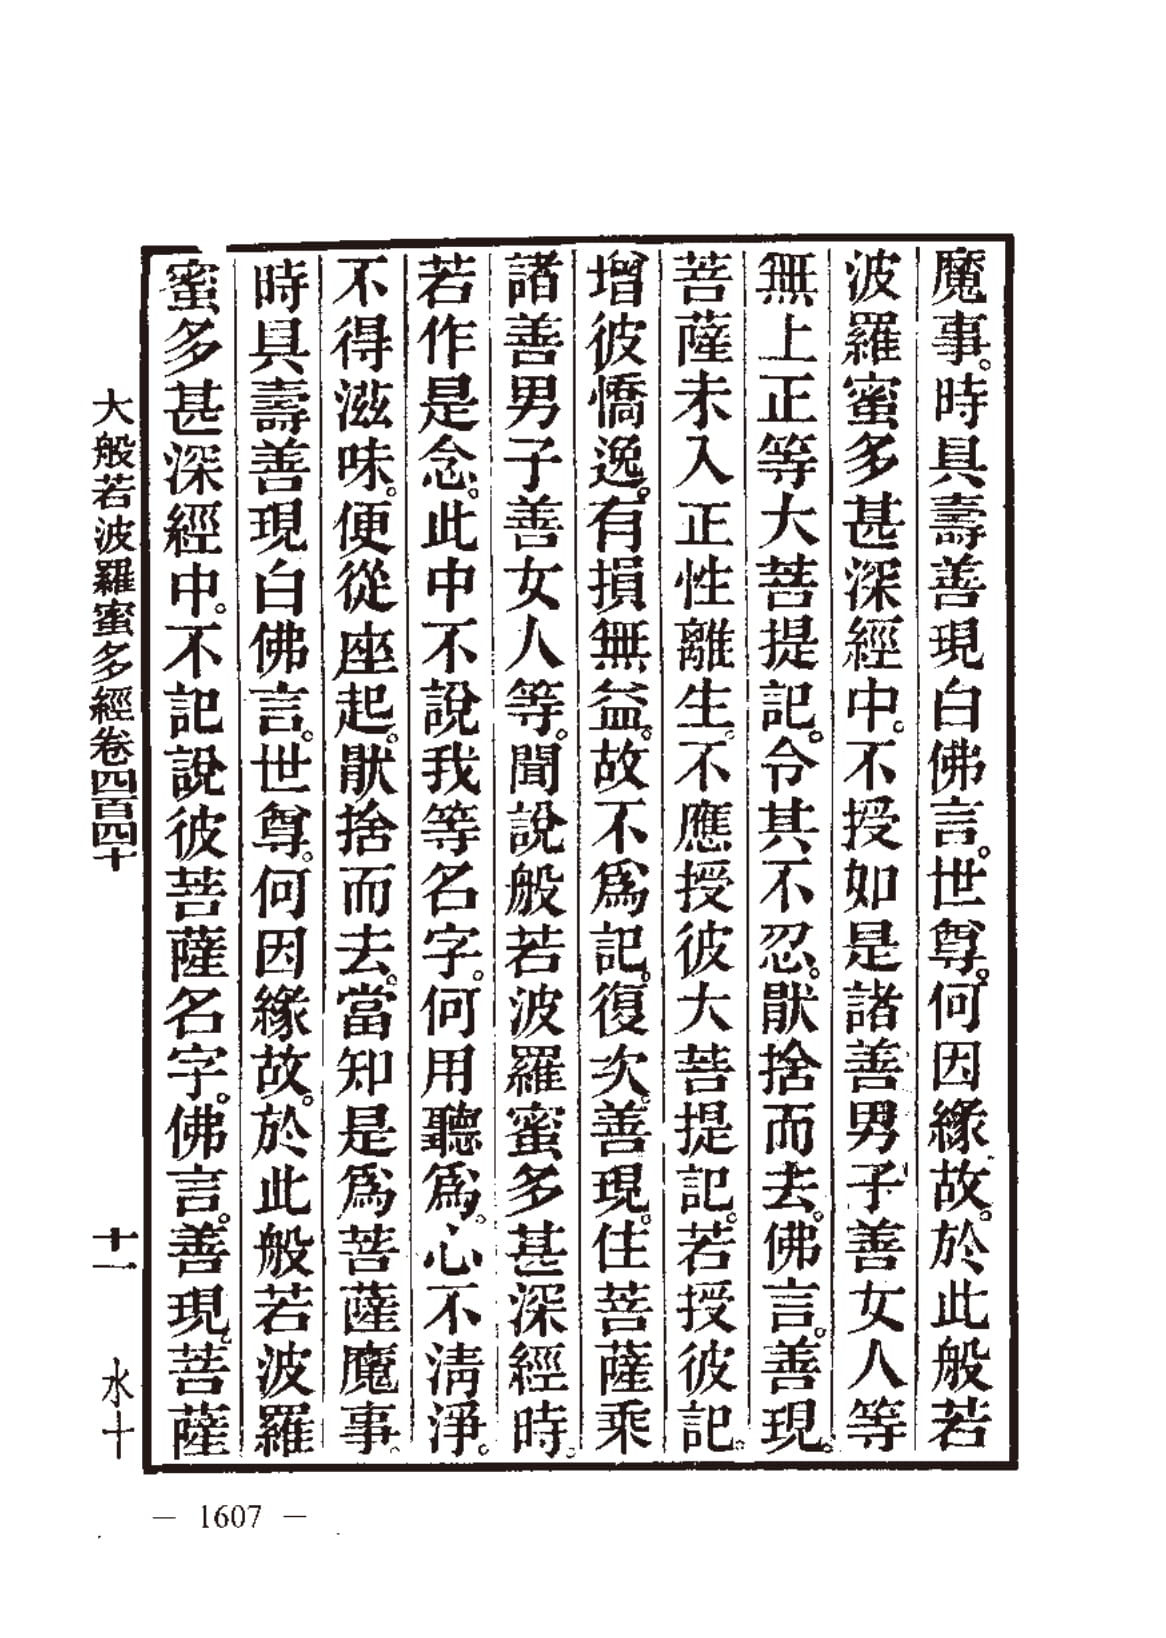 魔事。時具壽善現白佛言。世尊。何因緣故。於此般若
波羅蜜多甚深經中。不授如是諸善男子善女人等
無上正等大菩提記。令其不忍。猒捨而去。佛言。善現。
菩薩未入正性離生。不應授彼大菩提記。若授彼記。
增彼憍逸。有損無益。故不爲記。復次。善現。住菩薩乘
諸善男子善女人等。聞說般若波羅蜜多甚深經時。
若作是念。此中不說我等名字。何用聽爲。心不淸淨。
不得滋味。便從座起。猒捨而去。當知是爲菩薩魔事。
時具壽善現白佛言。世尊。何因緣故。於此般若波羅
蜜多甚深經中。不記說彼菩薩名字。佛言。善現。菩薩
大般若波羅蜜多經卷四百四十 十一 水十
— 1607 —